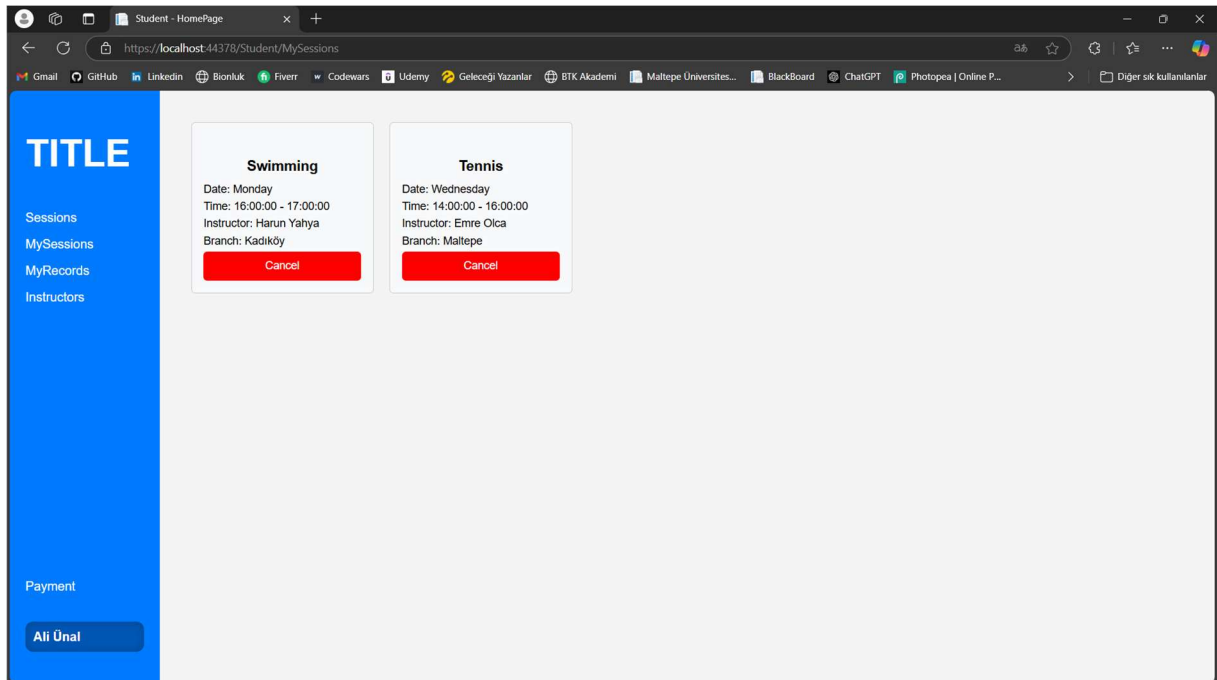 Student - HomePage
https://localhost:44378/Student/MySessions
Gmail GitHub Linkedin Bionluk Fiverr Codewars Udemy Geleceği Yazanlar BTK Akademi Maltepe Üniversites... BlackBoard ChatGPT Photopea | Online P... Diğer sık kullanılanlar
TITLE
Sessions
MySessions
MyRecords
Instructors
Payment
Ali Ünal
Swimming
Date: Monday
Time: 16:00:00 - 17:00:00
Instructor: Harun Yahya
Branch: Kadıköy
Cancel
Tennis
Date: Wednesday
Time: 14:00:00 - 16:00:00
Instructor: Emre Olca
Branch: Maltepe
Cancel